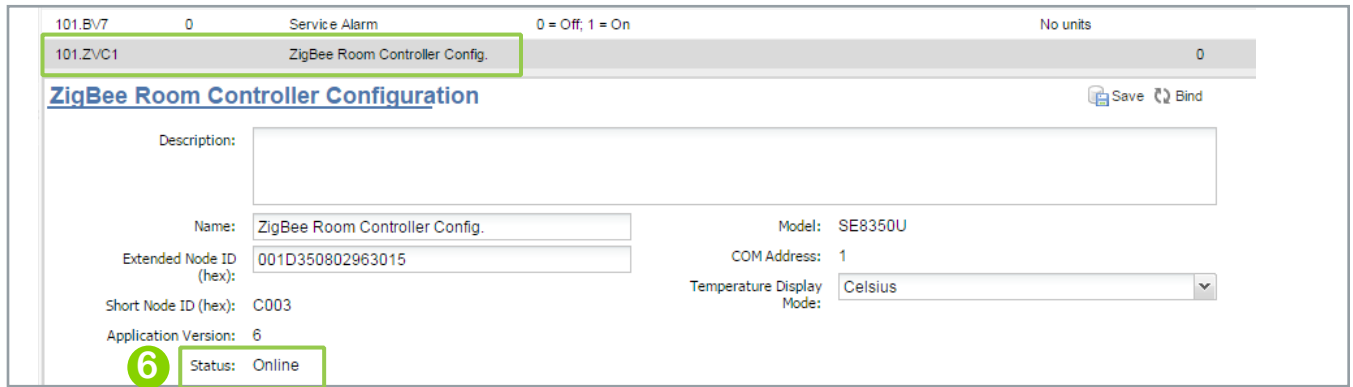 101.BV7 0 Service Alarm 0 = Off; 1 = On No units
101.ZVC1 ZigBee Room Controller Config. 0
ZigBee Room Controller Configuration Save Bind
Description:
Name: ZigBee Room Controller Config. Model: SE8350U
Extended Node ID (hex): 001D350802963015 COM Address: 1
Temperature Display Mode: Celsius
Short Node ID (hex): C003
Application Version: 6
6 Status: Online